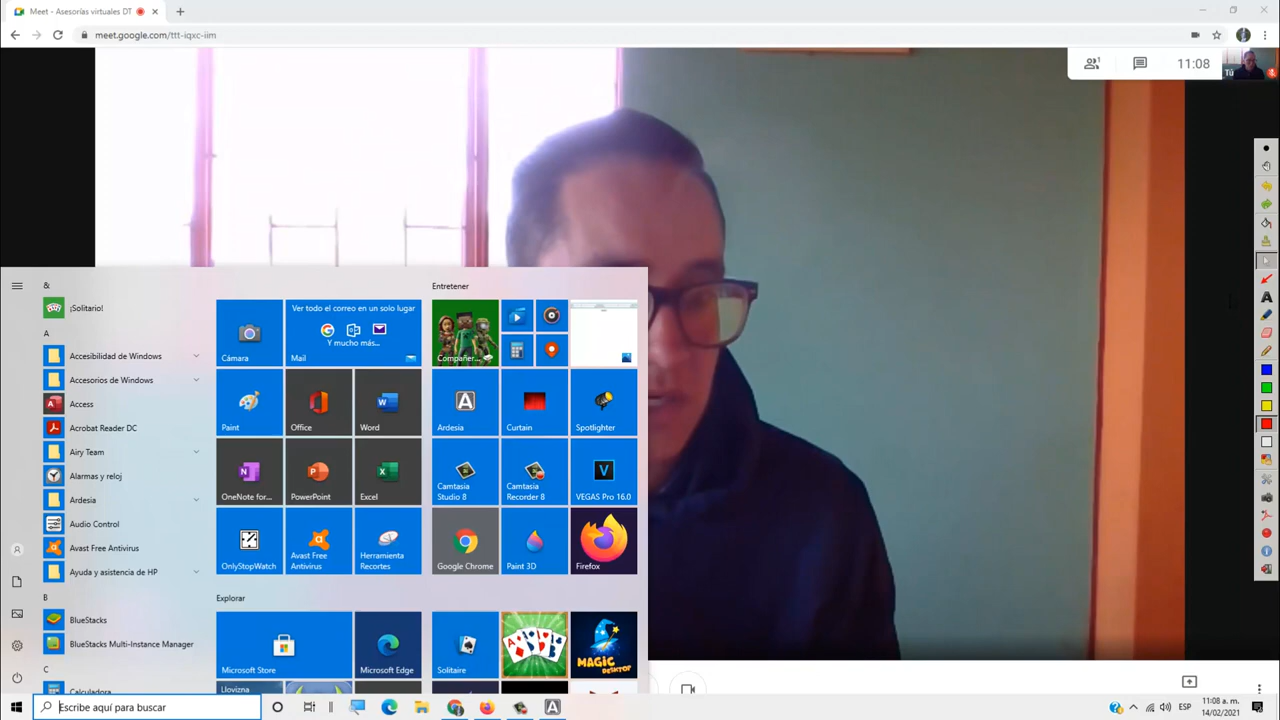 Meet - Asesorías virtuales DT
meet.google.com/ttt-iqxc-iim
11:08
Tú
&
¡Solitario!
A
Accesibilidad de Windows
Accesorios de Windows
Access
Acrobat Reader DC
Airy Team
Alarmas y reloj
Ardesia
Audio Control
Avast Free Antivirus
Ayuda y asistencia de HP
B
BlueStacks
BlueStacks Multi-Instance Manager
C
Calculadora
Cámara
Ver todo el correo en un solo lugar
Y mucho más...
Mail
Paint
Office
Word
OneNote for...
PowerPoint
Excel
OnlyStopWatch
Avast Free
Antivirus
Herramienta
Recortes
Explorar
Microsoft Store
Microsoft Edge
Llovizna
Entretener
Compañer...
Ardesia
Curtain
Spotlighter
Camtasia
Studio 8
Camtasia
Recorder 8
VEGAS Pro 16.0
Google Chrome
Paint 3D
Firefox
Solitaire
MAGIC
DESKTOP
Escribe aquí para buscar
ESP
11:08 a. m.
14/02/2021